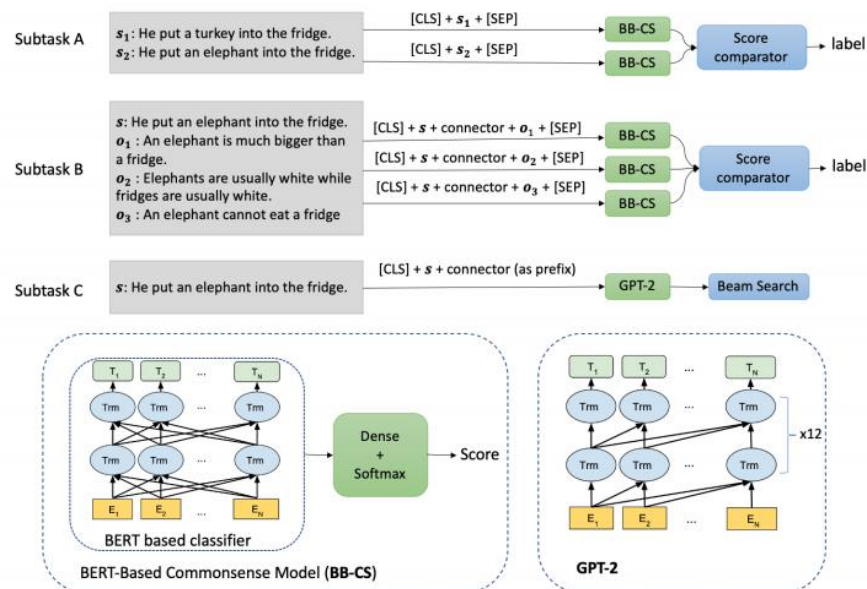 Subtask A
s₁: He put a turkey into the fridge.
s₂: He put an elephant into the fridge.
[CLS] + s₁ + [SEP]
[CLS] + s₂ + [SEP]
BB-CS
BB-CS
Score
comparator
label
Subtask B
s: He put an elephant into the fridge.
o₁ : An elephant is much bigger than
a fridge.
o₂ : Elephants are usually white while
fridges are usually white.
o₃ : An elephant cannot eat a fridge
[CLS] + s + connector + o₁ + [SEP]
[CLS] + s + connector + o₂ + [SEP]
[CLS] + s + connector + o₃ + [SEP]
BB-CS
BB-CS
BB-CS
Score
comparator
label
Subtask C
s: He put an elephant into the fridge.
[CLS] + s + connector (as prefix)
GPT-2
Beam Search
T₁ T₂ ... T_N
Trm Trm ... Trm
Trm Trm ... Trm
E₁ E₂ ... E_N
BERT based classifier
Dense
+
Softmax
Score
BERT-Based Commonsense Model (BB-CS)
T₁ T₂ ... T_N
Trm Trm ... Trm
x12
Trm Trm ... Trm
E₁ E₂ ... E_N
GPT-2